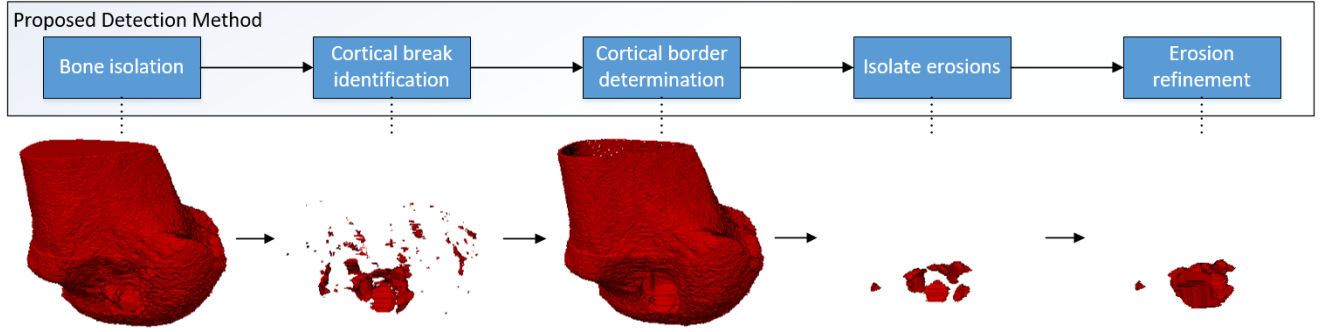 Proposed Detection Method
Bone isolation
Cortical break
identification
Cortical border
determination
Isolate erosions
Erosion
refinement